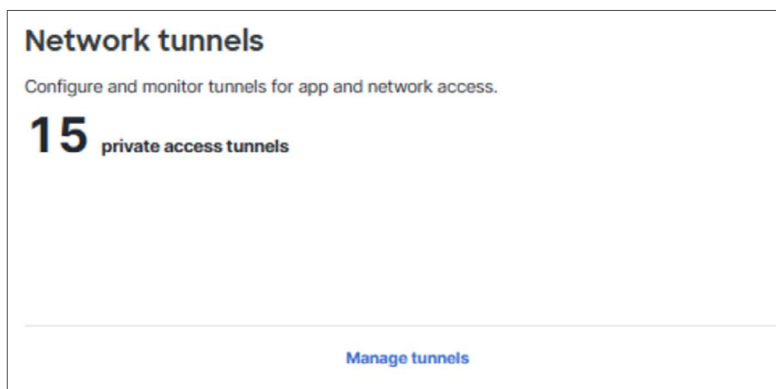 Network tunnels
Configure and monitor tunnels for app and network access.
15 private access tunnels
Manage tunnels